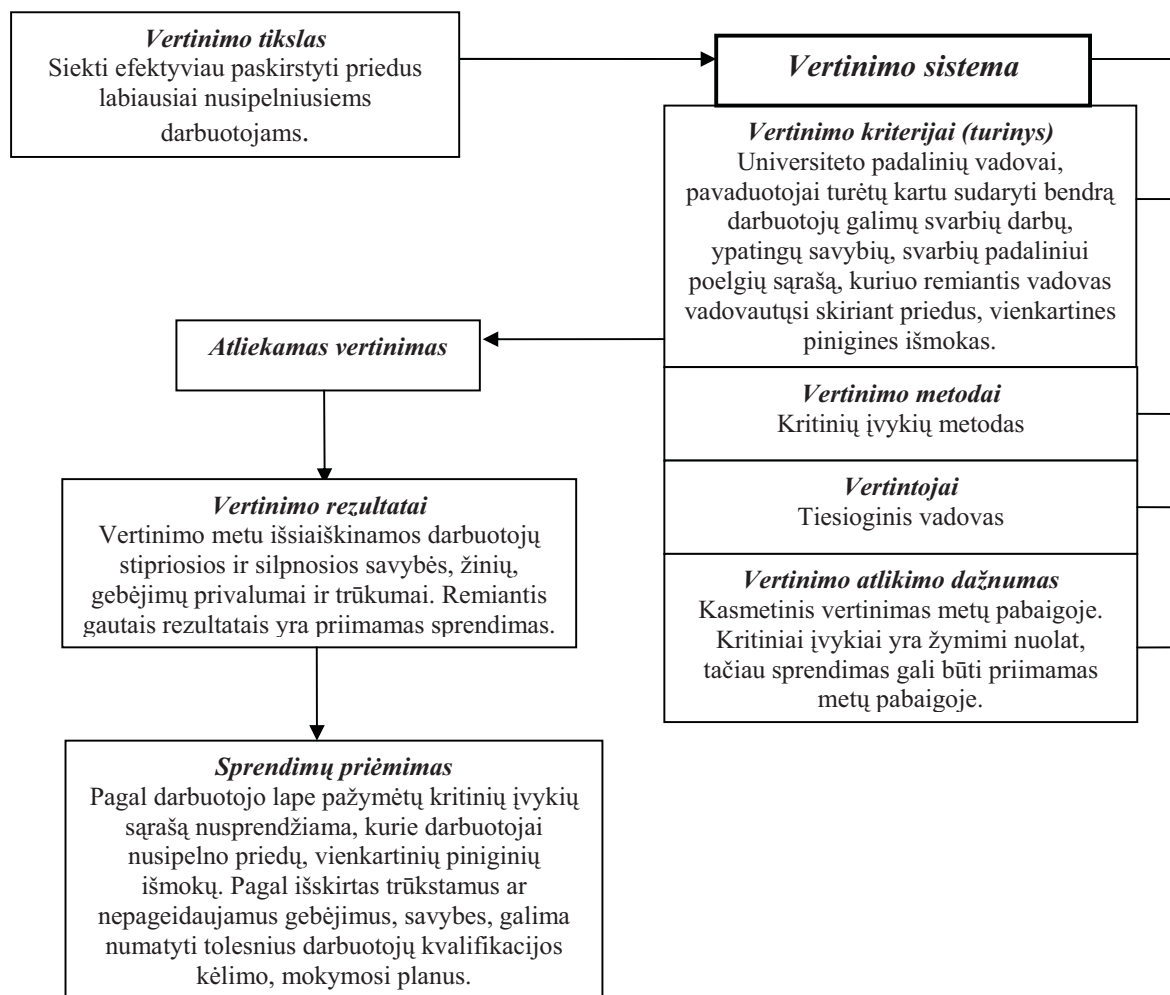 Vertinimo tikslas
Siekti efektyviau paskirstyti priedus
labiausiai nusipelniusiems
darbuotojams.
Vertinimo sistema
Vertinimo kriterijai (turinys)
Universiteto padalinių vadovai,
pavaduotojai turėtų kartu sudaryti bendrą
darbuotojų galimų svarbių darbų,
ypatingų savybių, svarbių padaliniui
poelgių sąrašą, kuriuo remiantis vadovas
vadovautųsi skiriant priedus, vienkartines
pinigines išmokas.
Vertinimo metodai
Kritinių įvykių metodas
Vertintojai
Tiesioginis vadovas
Vertinimo atlikimo dažnumas
Kasmetinis vertinimas metų pabaigoje.
Kritiniai įvykiai yra žymimi nuolat,
tačiau sprendimas gali būti priimamas
metų pabaigoje.
Atliekamas vertinimas
Vertinimo rezultatai
Vertinimo metu išsiaiškinamos darbuotojų
stipriosios ir silpnosios savybės, žinių,
gebėjimų privalumai ir trūkumai. Remiantis
gautais rezultatais yra priimamas sprendimas.
Sprendimų priėmimas
Pagal darbuotojo lape pažymėtų kritinių įvykių
sąrašą nusprendžiama, kurie darbuotojai
nusipelno priedų, vienkartinių piniginių
išmokų. Pagal išskirtas trūkstamus ar
nepageidaujamus gebėjimus, savybes, galima
numatyti tolesnius darbuotojų kvalifikacijos
kėlimo, mokymosi planus.